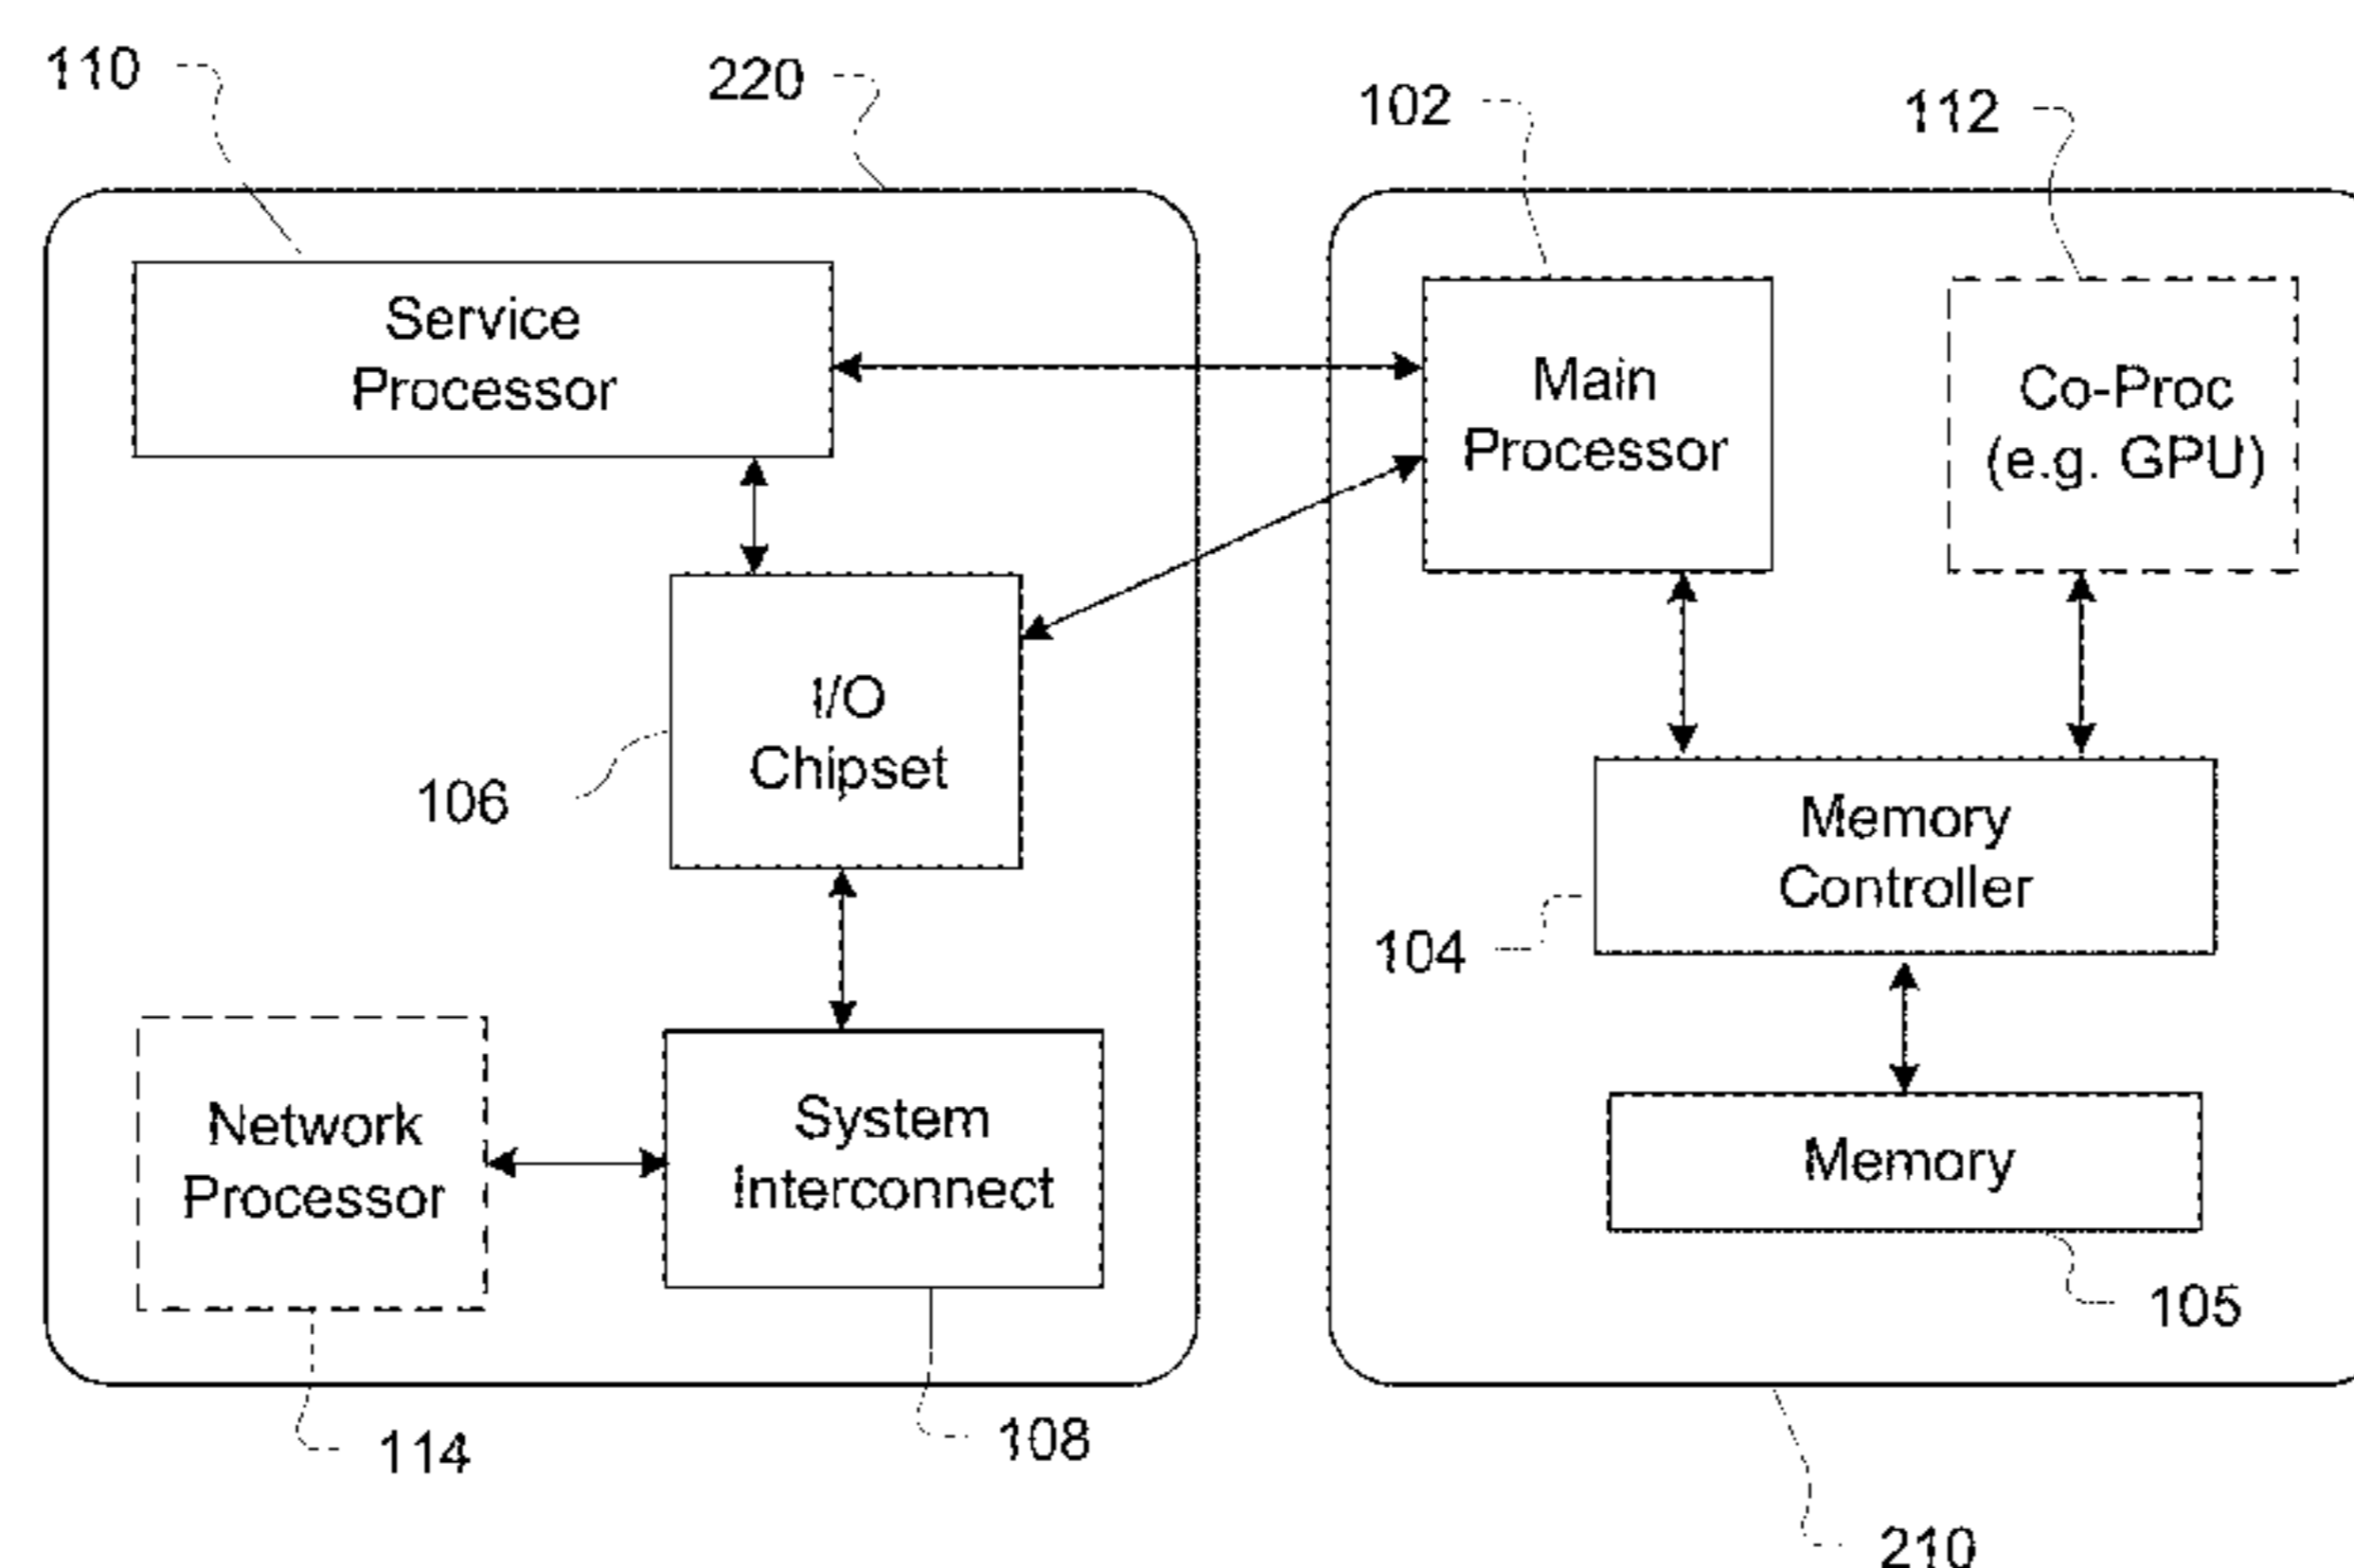 110
220
102
112
Service
Processor
Main
Processor
Co-Proc
(e.g. GPU)
I/O
Chipset
106
Memory
Controller
104
Network
Processor
System
Interconnect
Memory
105
114
108
210